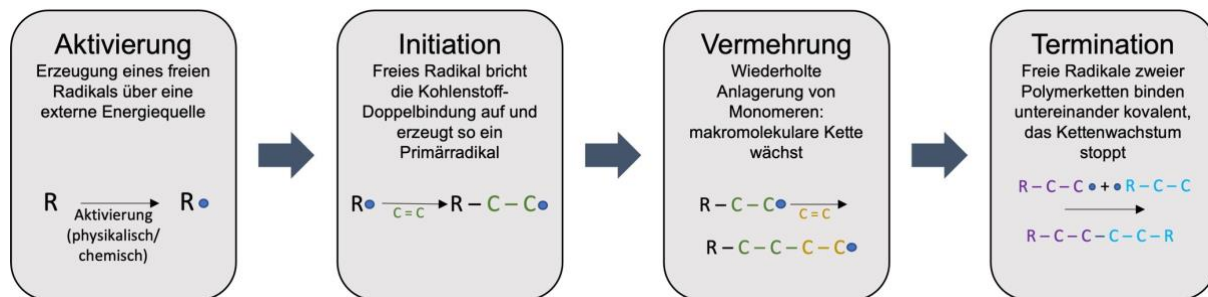 Aktivierung
Erzeugung eines freien
Radikals über eine
externe Energiequelle
R
R•
Aktivierung
(physikalisch/
chemisch)
Initiation
Freies Radikal bricht
die Kohlenstoff-
Doppelbindung auf und
erzeugt so ein
Primärradikal
R•
C = C
R – C – C•
Vermehrung
Wiederholte
Anlagerung von
Monomeren:
makromolekulare Kette
wächst
R – C – C•
C = C
R – C – C – C – C•
Termination
Freie Radikale zweier
Polymerketten binden
untereinander kovalent,
das Kettenwachstum
stoppt
R – C – C • + • R – C – C
R – C – C – C – C – R